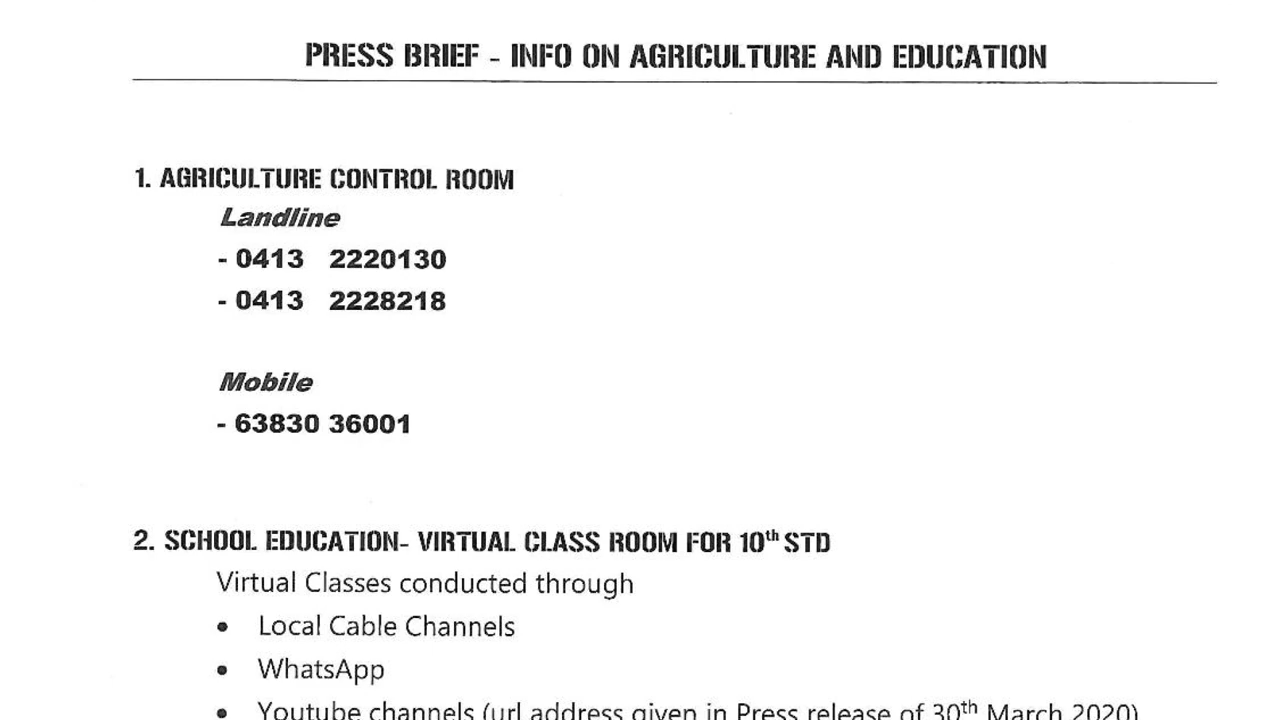 PRESS BRIEF - INFO ON AGRICULTURE AND EDUCATION
1. AGRICULTURE CONTROL ROOM
Landline
- 0413 2220130
- 0413 2228218
Mobile
- 63830 36001
2. SCHOOL EDUCATION- VIRTUAL CLASS ROOM FOR 10th STD
Virtual Classes conducted through
• Local Cable Channels
• WhatsApp
• Youtube channels (url address given in Press release of 30th March 2020)